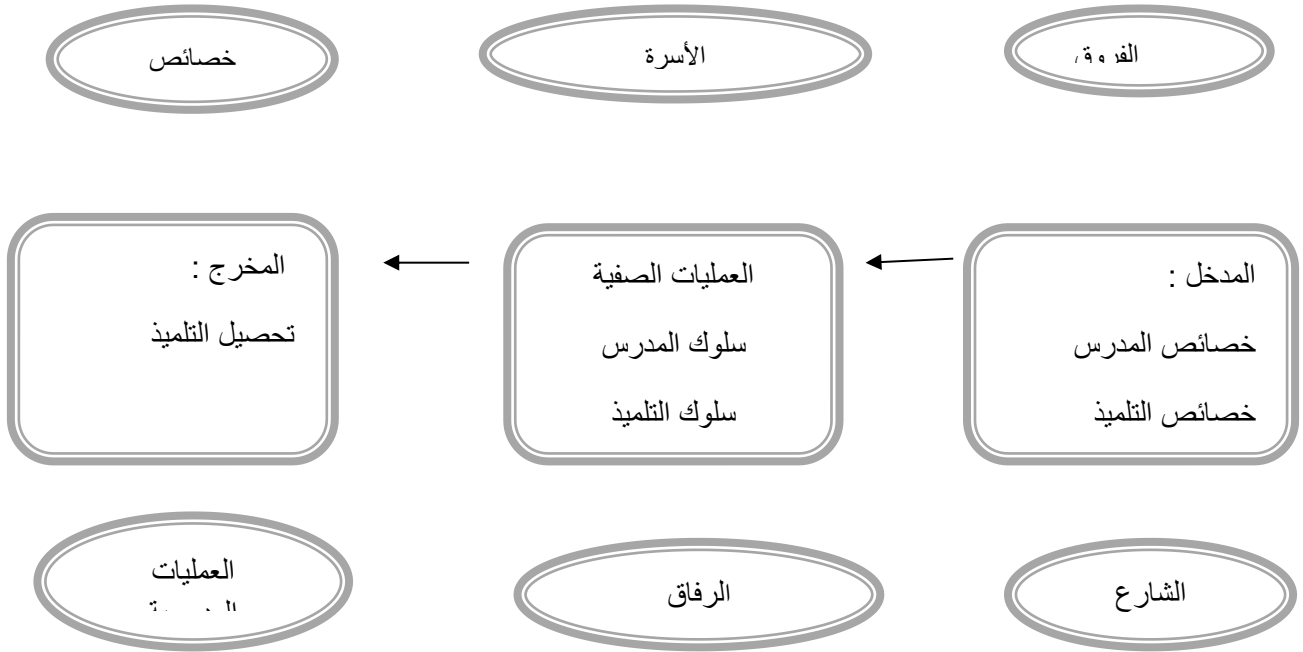 الفروق
الأسرة
خصائص
المدخل :
خصائص المدرس
خصائص التلميذ
العمليات الصفية
سلوك المدرس
سلوك التلميذ
المخرج :
تحصيل التلميذ
الشارع
الرفاق
العمليات